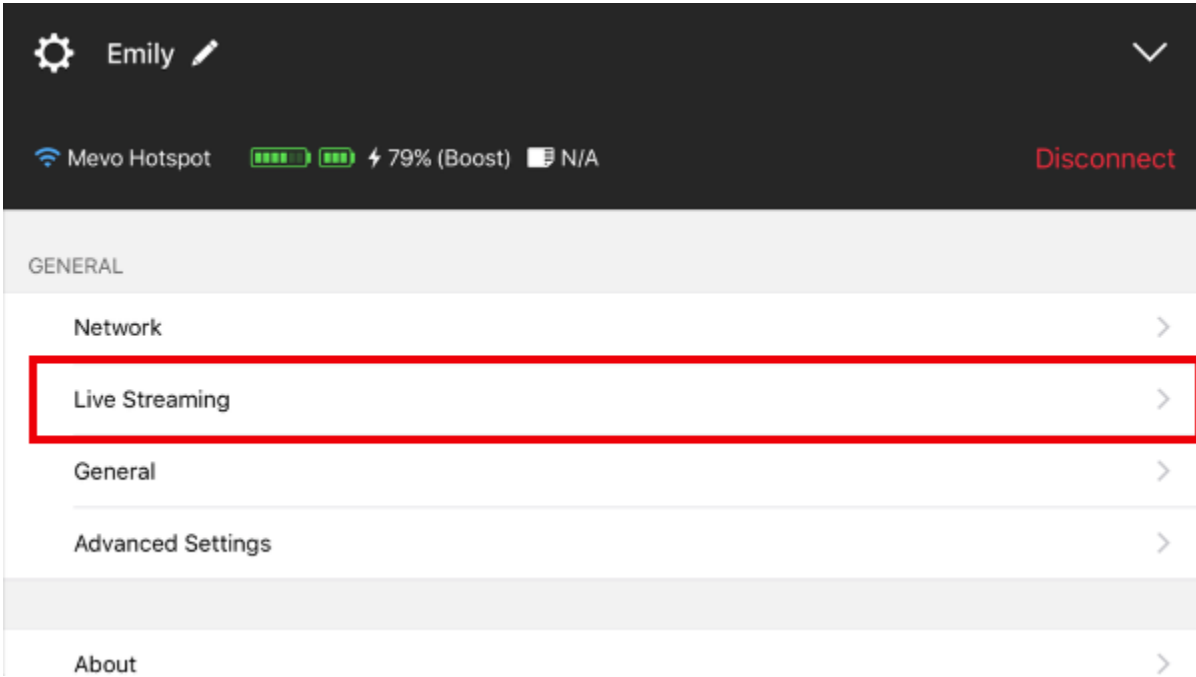 Emily
Mevo Hotspot 79% (Boost) N/A Disconnect
GENERAL
Network
Live Streaming
General
Advanced Settings
About